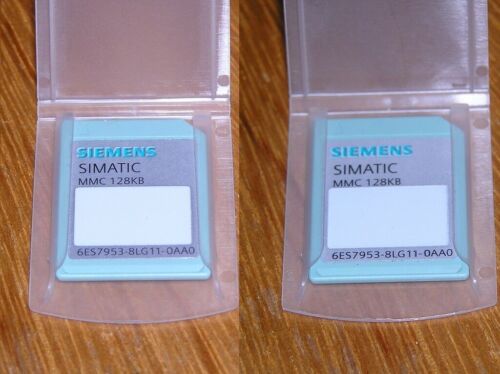 SIEMENS
SIMATIC
MMC 128KB
6ES7953-8LG11-0AA0
SIEMENS
SIMATIC
MMC 128KB
6ES7953-8LG11-0AA0